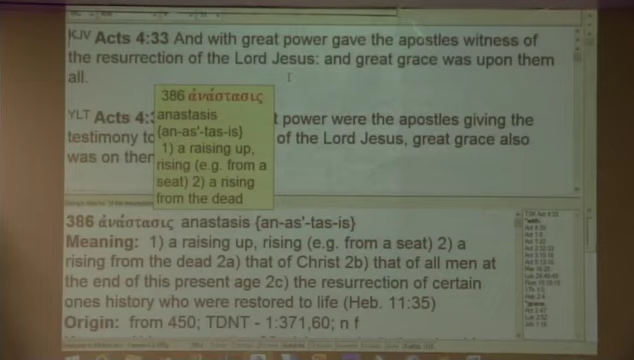 KJV Acts 4:33 And with great power gave the apostles witness of
the resurrection of the Lord Jesus: and great grace was upon them
all.
386 ἀνάστασις
anastasis
{an-as'-tas-is}
1) a raising up,
rising (e.g. from a
seat) 2) a rising
from the dead
YLT Acts 4:3 power were the apostles giving the
testimony to of the Lord Jesus, great grace also
was on then
386 ἀνάστασις anastasis {an-as'-tas-is}
Meaning: 1) a raising up, rising (e.g. from a seat) 2) a
rising from the dead 2a) that of Christ 2b) that of all men at
the end of this present age 2c) the resurrection of certain
ones history who were restored to life (Heb. 11:35)
Origin: from 450; TDNT - 1:371,60; n f